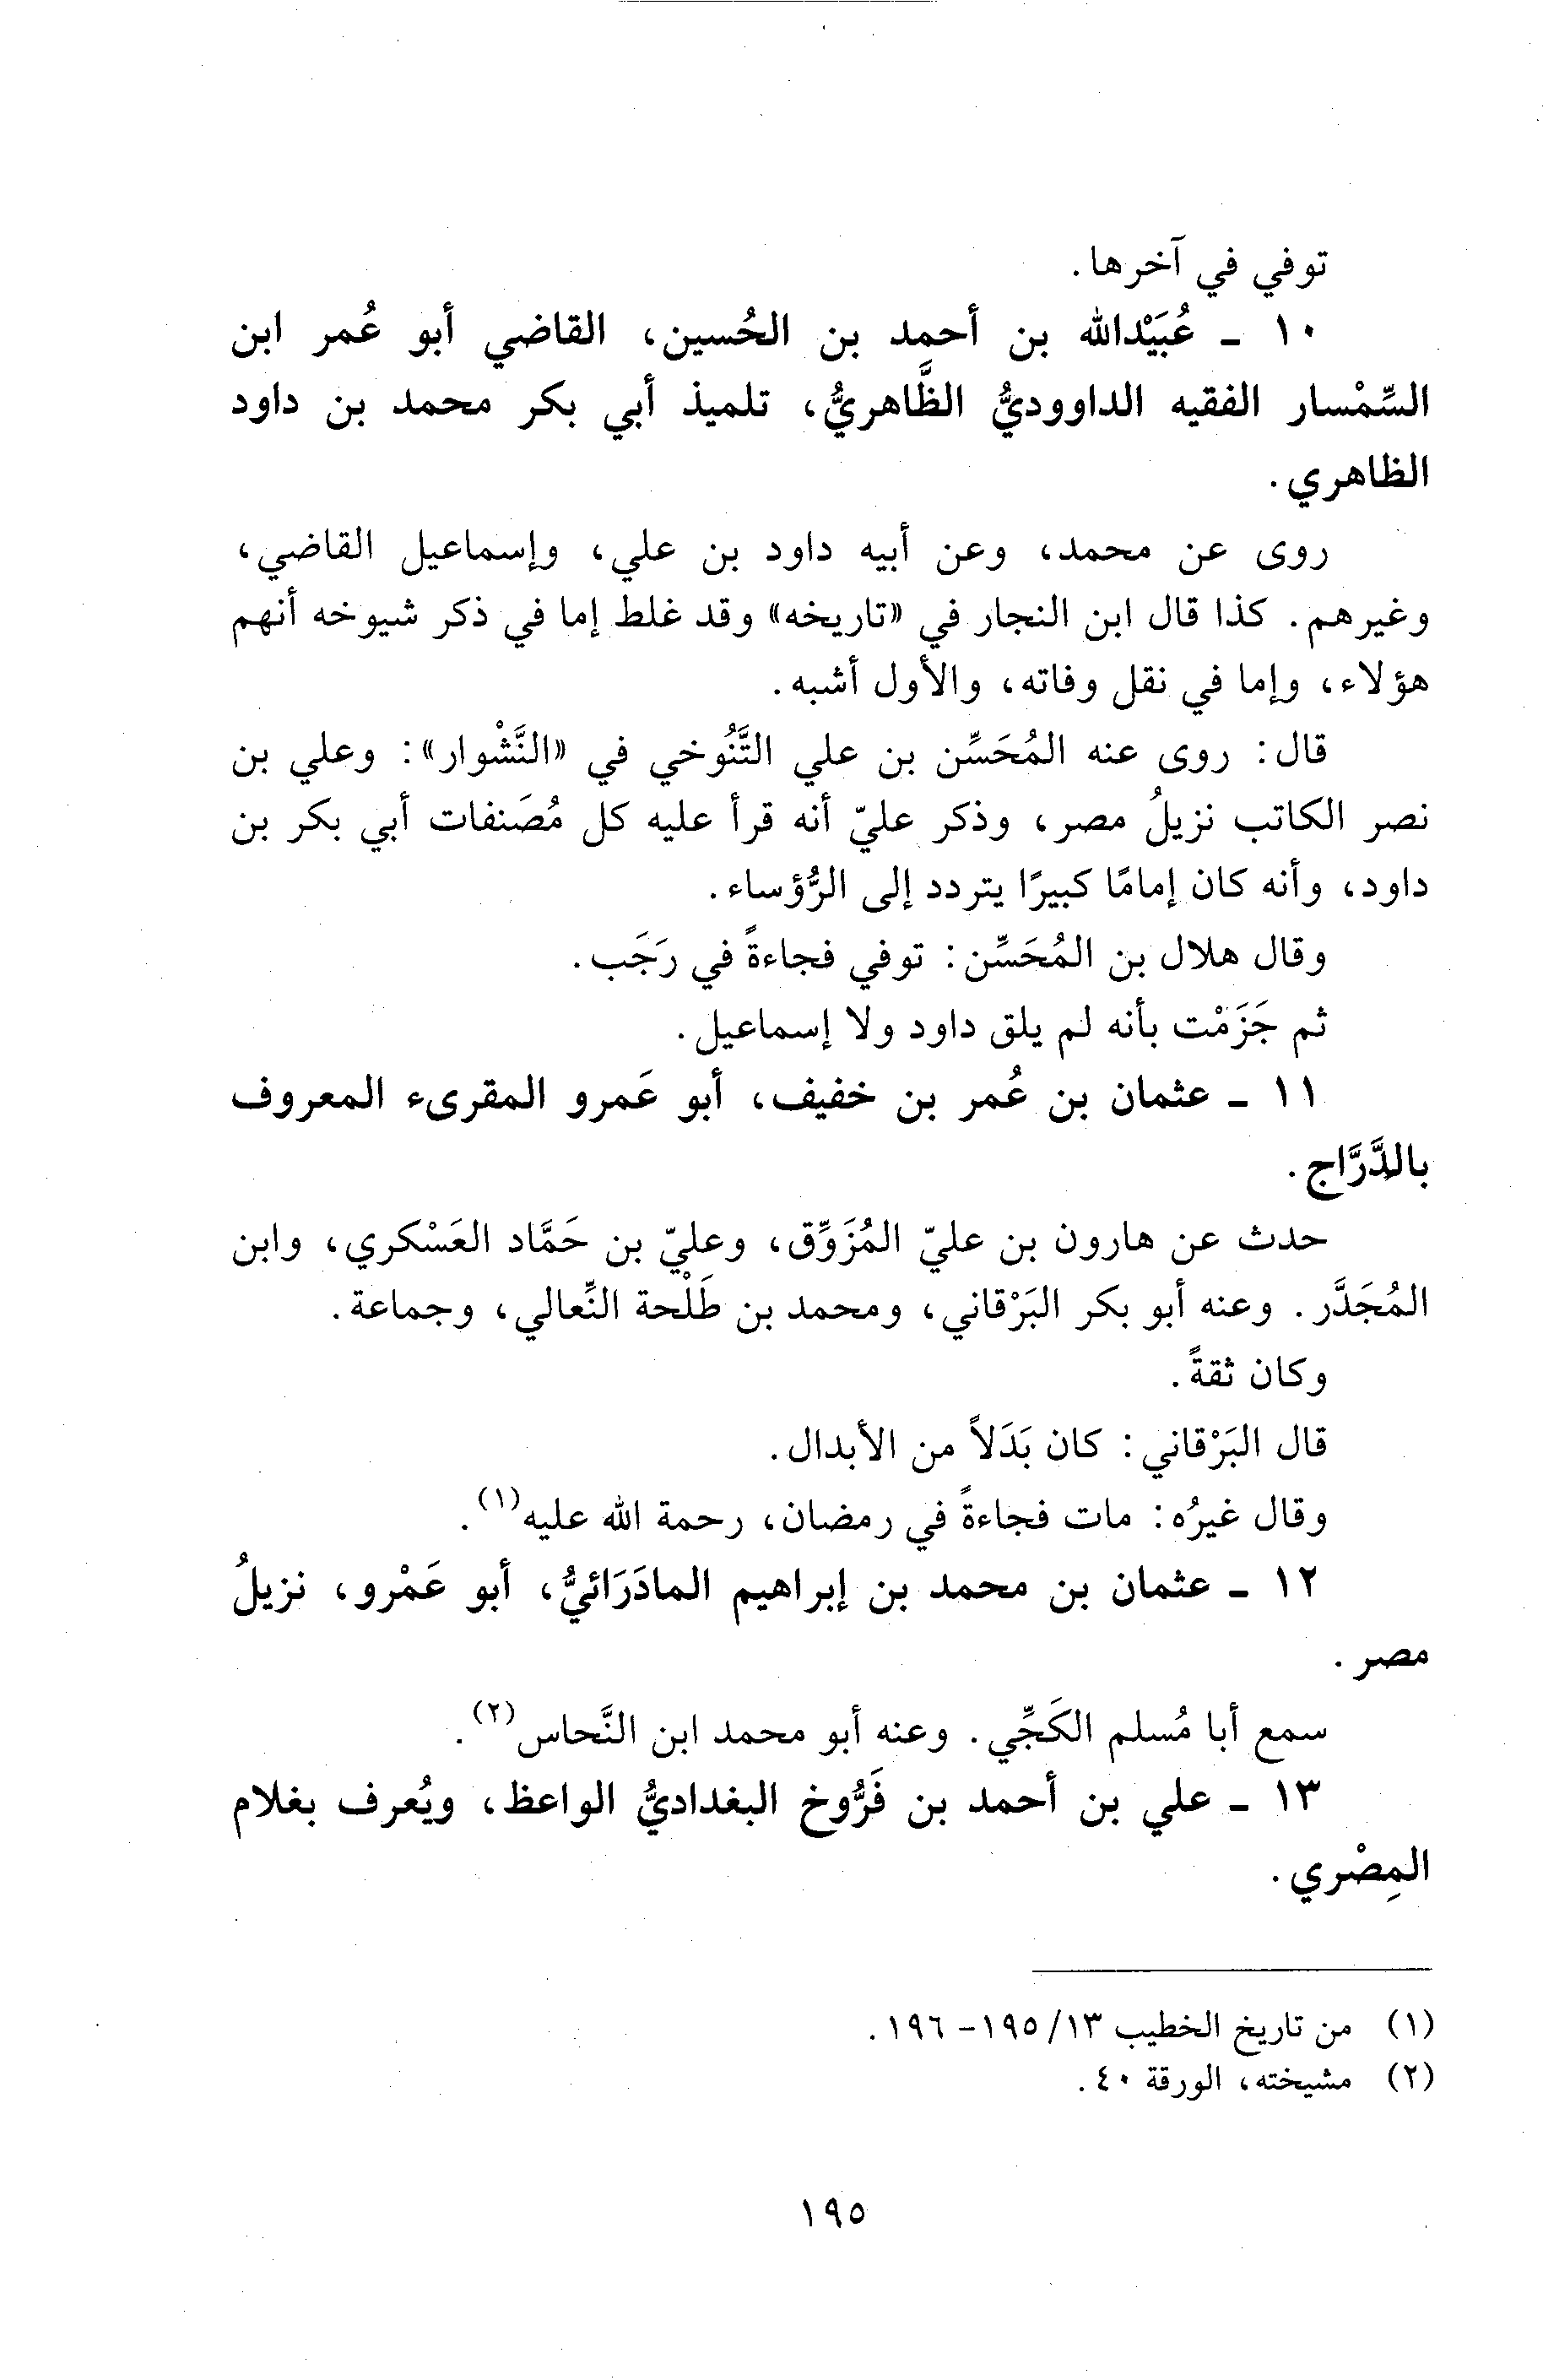 توفي في آخرها.
١٠ ـ عُبَيْدالله بن أحمد بن الحُسين، القاضي أبو عُمر ابن
السِّمْسار الفقيه الداووديُّ الظَّاهريُّ، تلميذ أبي بكر محمد بن داود
الظاهري.
روى عن محمد، وعن أبيه داود بن علي، وإسماعيل القاضي،
وغيرهم. كذا قال ابن النجار في «تاريخه» وقد غلط إما في ذكر شيوخه أنهم
هؤلاء، وإما في نقل وفاته، والأول أشبه.
قال: روى عنه المُحَسِّن بن علي التَّنُوخي في «النَّشْوار»: وعلي بن
نصر الكاتب نزيلُ مصر، وذكر عليّ أنه قرأ عليه كل مُصَنفات أبي بكر بن
داود، وأنه كان إمامًا كبيرًا يتردد إلى الرُّؤساء.
وقال هلال بن المُحَسِّن: توفي فجاءةً في رَجَب.
ثم جَزَمْت بأنه لم يلق داود ولا إسماعيل.
١١ ـ عثمان بن عُمر بن خفيف، أبو عَمرو المقرىء المعروف
بالدَّرَّاج.
حدث عن هارون بن عليّ المُزَوِّق، وعليّ بن حَمَّاد العَسْكري، وابن
المُجَدَّر. وعنه أبو بكر البَرْقاني، ومحمد بن طَلْحة النِّعالي، وجماعة.
وكان ثقةً.
قال البَرْقاني: كان بَدَلاً من الأبدال.
وقال غيرُه: مات فجاءةً في رمضان، رحمة الله عليه(١).
١٢ ـ عثمان بن محمد بن إبراهيم المادَرَائيُّ، أبو عَمْرو، نزيلُ
مصر.
سمع أبا مُسلم الكَجِّي. وعنه أبو محمد ابن النَّحاس(٢).
١٣ ـ علي بن أحمد بن فَرُّوخ البغداديُّ الواعظ، ويُعرف بغلام
المِصْري.
(١) من تاريخ الخطيب ١٣/ ١٩٥- ١٩٦.
(٢) مشيخته، الورقة ٤٠.
١٩٥